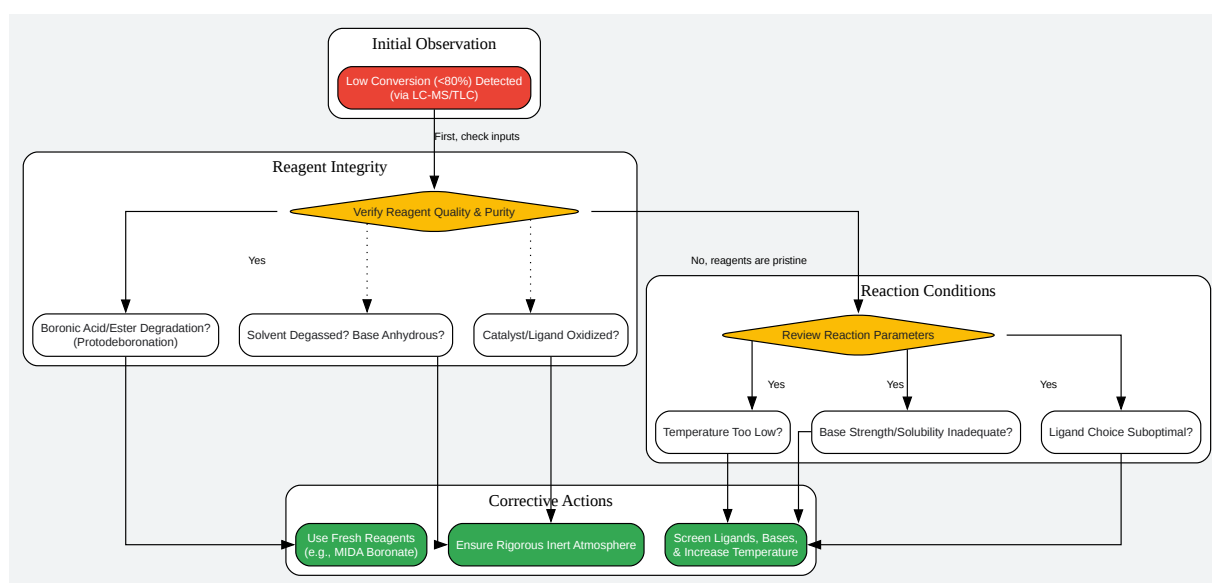 Initial Observation
Low Conversion (<80%) Detected
(via LC-MS/TLC)
First, check inputs
Reagent Integrity
Verify Reagent Quality & Purity
Yes
No, reagents are pristine
Boronic Acid/Ester Degradation?
(Protodeboronation)
Solvent Degassed? Base Anhydrous?
Catalyst/Ligand Oxidized?
Reaction Conditions
Review Reaction Parameters
Yes
Yes
Yes
Temperature Too Low?
Base Strength/Solubility Inadequate?
Ligand Choice Suboptimal?
Corrective Actions
Use Fresh Reagents
(e.g., MIDA Boronate)
Ensure Rigorous Inert Atmosphere
Screen Ligands, Bases,
& Increase Temperature